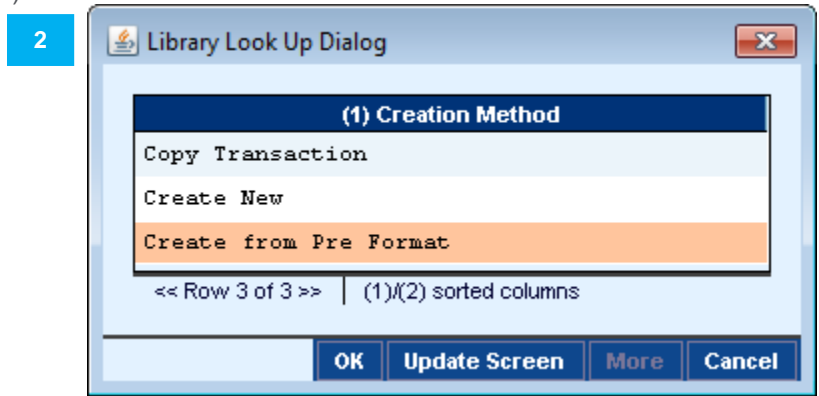 2
Library Look Up Dialog
(1) Creation Method
Copy Transaction
Create New
Create from Pre Format
<< Row 3 of 3 >> (1)/(2) sorted columns
OK Update Screen More Cancel